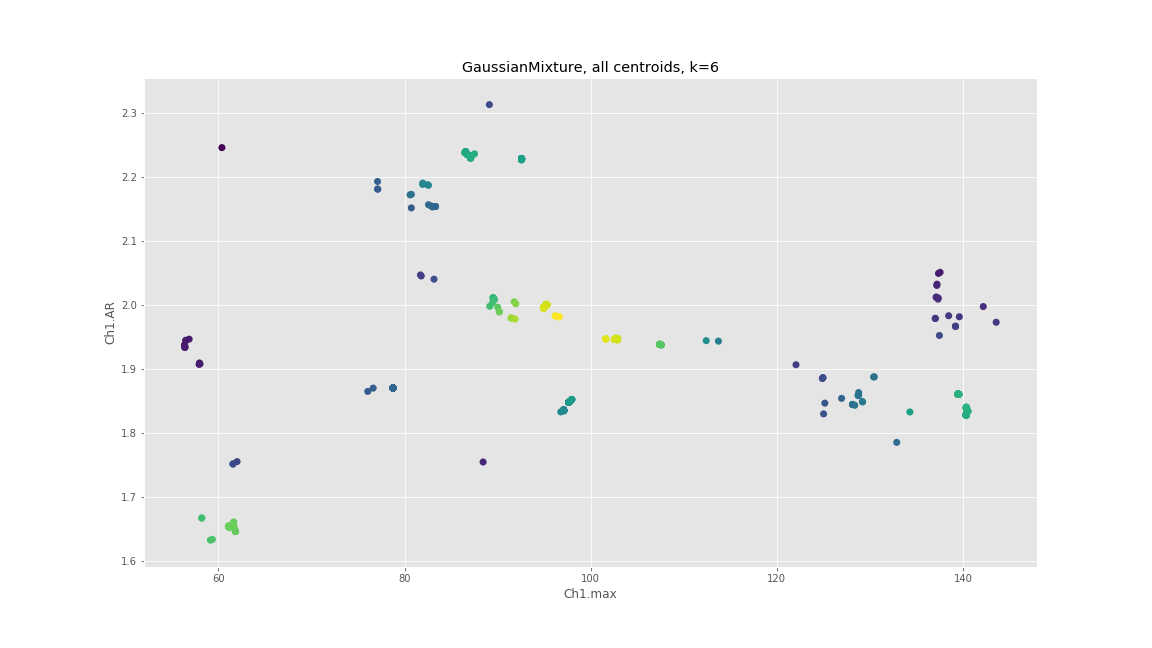 GaussianMixture, all centroids, k=6
2.3
2.2
2.1
2.0
1.9
1.8
1.7
1.6
Ch1.AR
60 80 100 120 140
Ch1.max